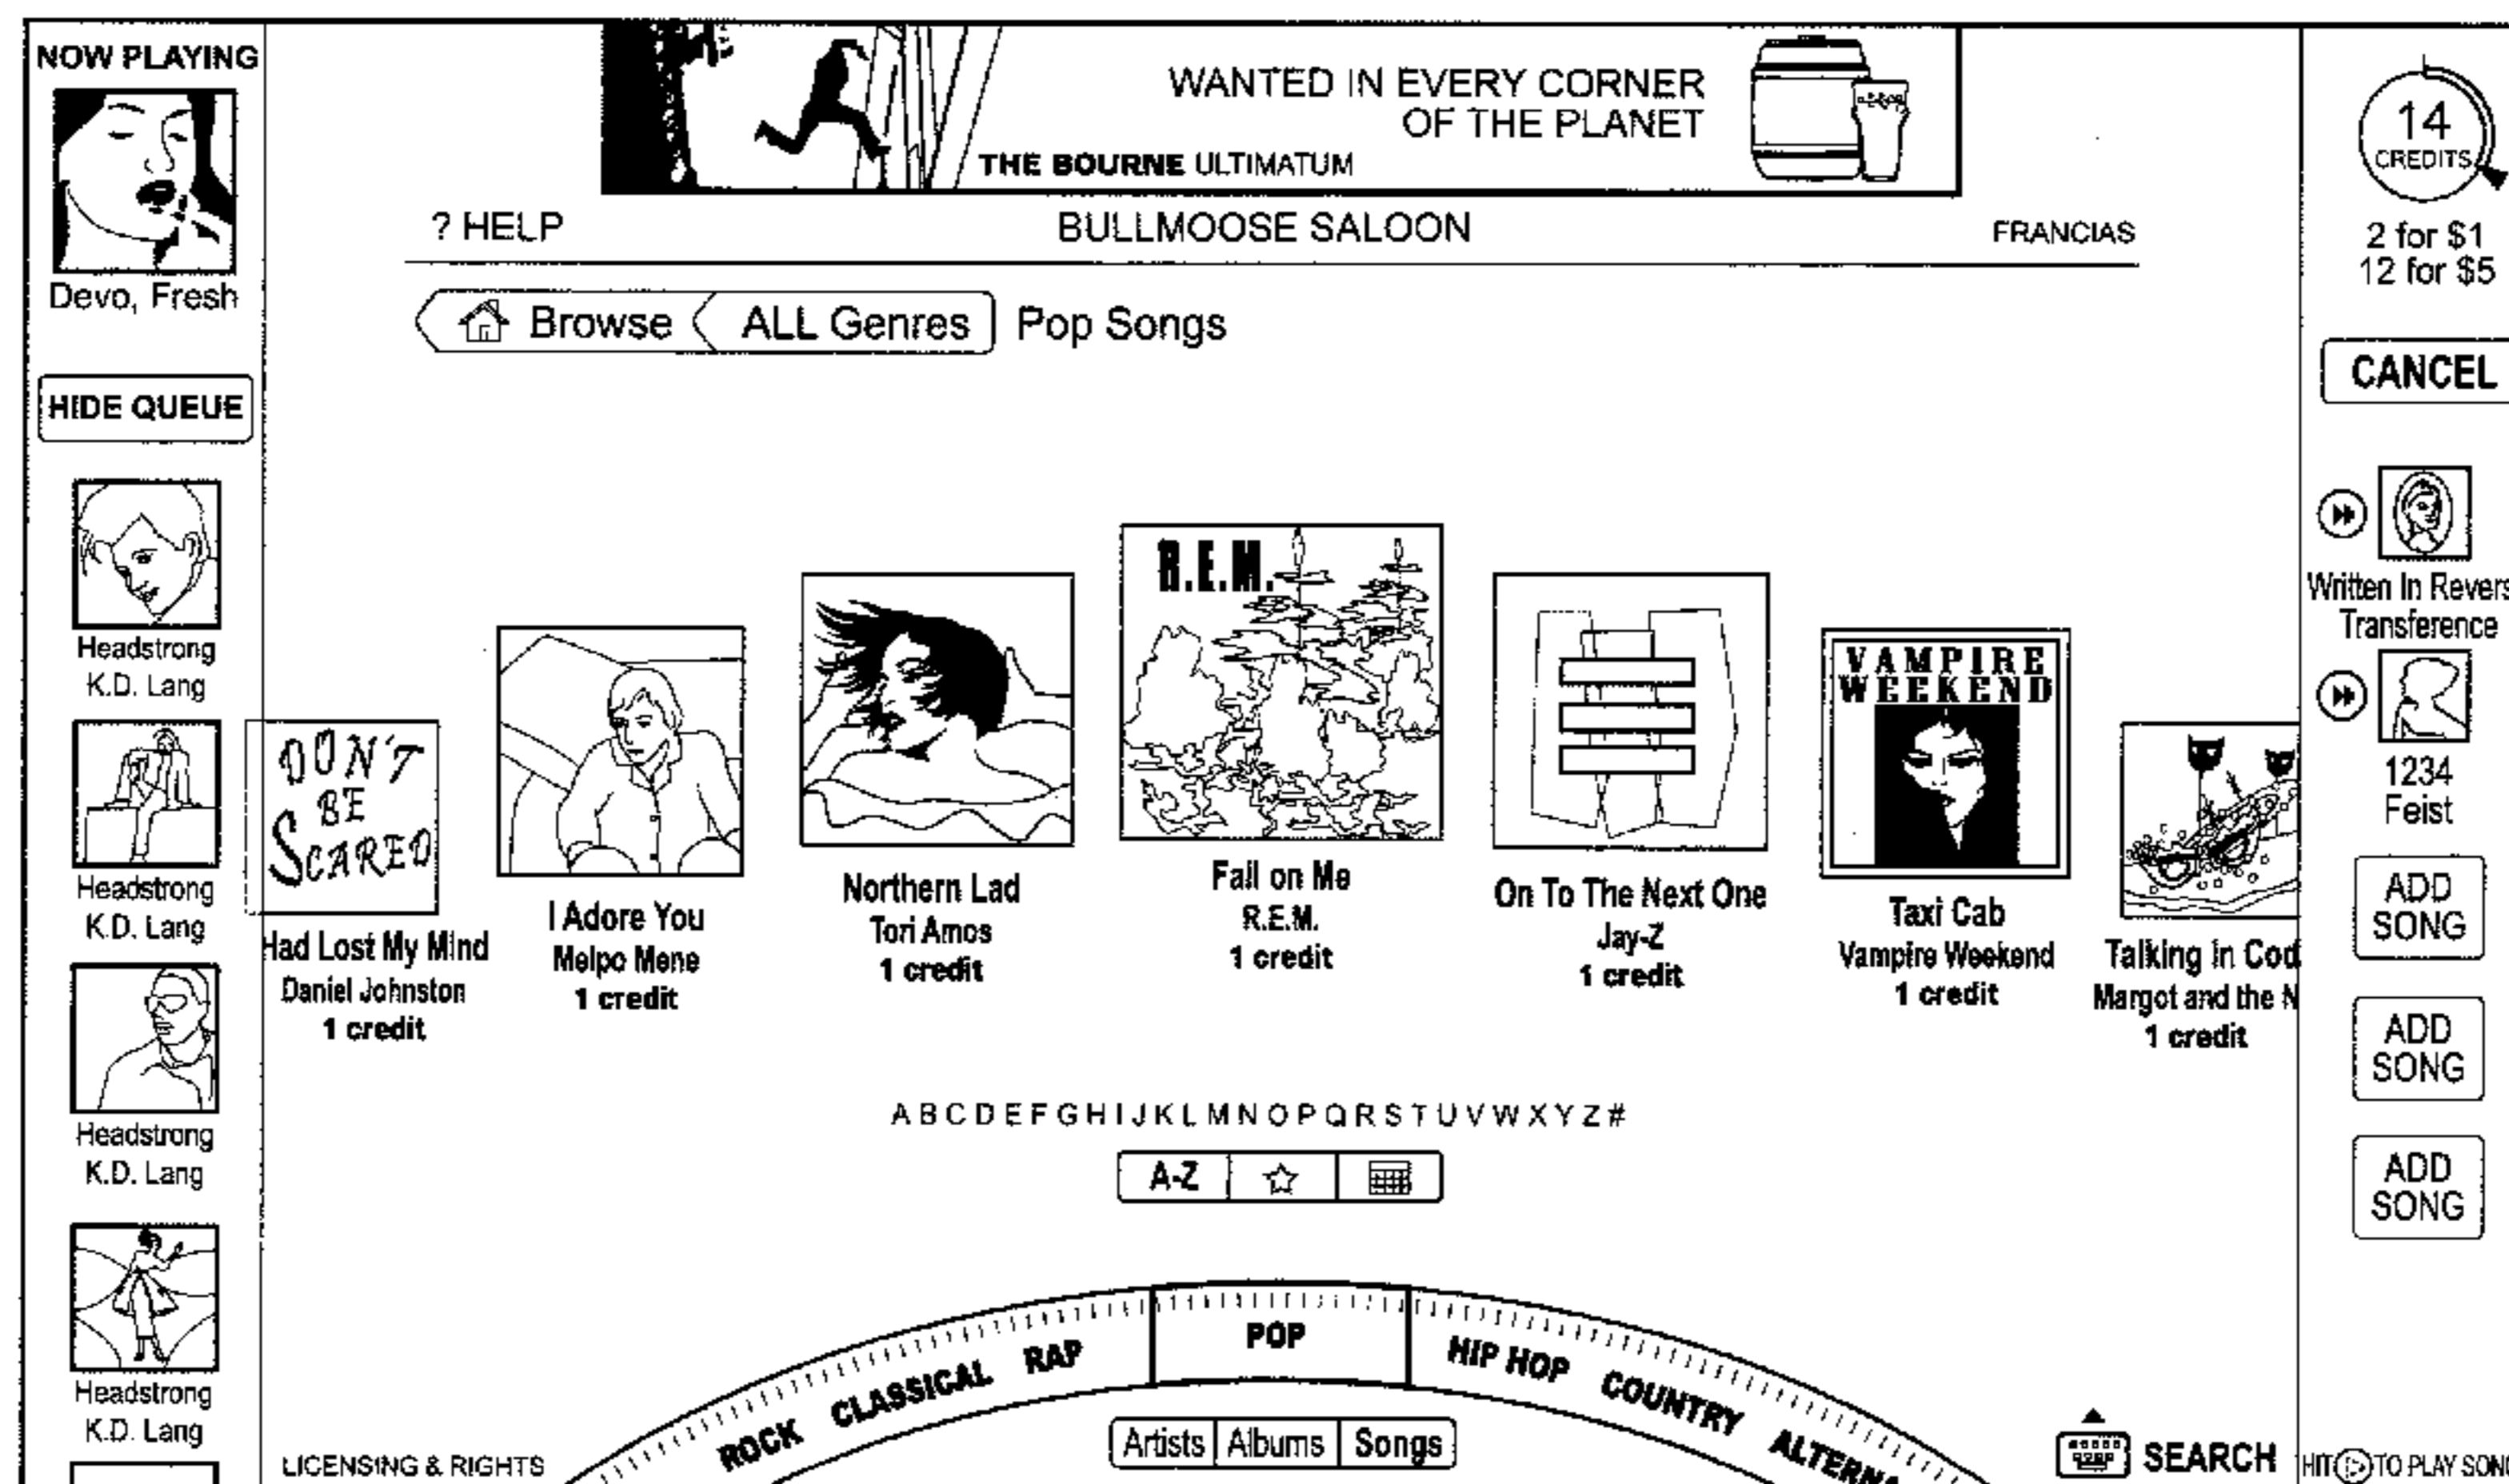 NOW PLAYING
Devo, Fresh
HIDE QUEUE
Headstrong
K.D. Lang
Headstrong
K.D. Lang
Headstrong
K.D. Lang
Headstrong
K.D. Lang
WANTED IN EVERY CORNER
OF THE PLANET
THE BOURNE ULTIMATUM
? HELP
BULLMOOSE SALOON
FRANCIAS
Browse
ALL Genres
Pop Songs
DON'T
BE
SCARED
Had Lost My Mind
Daniel Johnston
1 credit
I Adore You
Melpo Mene
1 credit
Northern Lad
Tori Amos
1 credit
R.E.M.
Fall on Me
R.E.M.
1 credit
On To The Next One
Jay-Z
1 credit
VAMPIRE
WEEKEND
Taxi Cab
Vampire Weekend
1 credit
Talking In Cod
Margot and the N
1 credit
A B C D E F G H I J K L M N O P Q R S T U V W X Y Z #
A-Z
ROCK CLASSICAL RAP POP HIP HOP COUNTRY ALTERNA
Artists Albums Songs
LICENSING & RIGHTS
SEARCH
14
CREDITS
2 for $1
12 for $5
CANCEL
Written In Revers
Transference
1234
Feist
ADD
SONG
ADD
SONG
ADD
SONG
HIT TO PLAY SONG